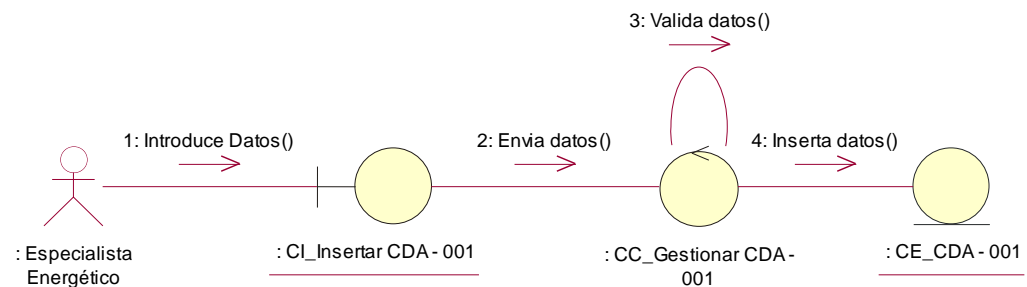 3: Valida datos()
1: Introduce Datos()
2: Envia datos()
4: Inserta datos()
: Especialista
Energético
: CI_Insertar CDA - 001
: CC_Gestionar CDA -
001
: CE_CDA - 001